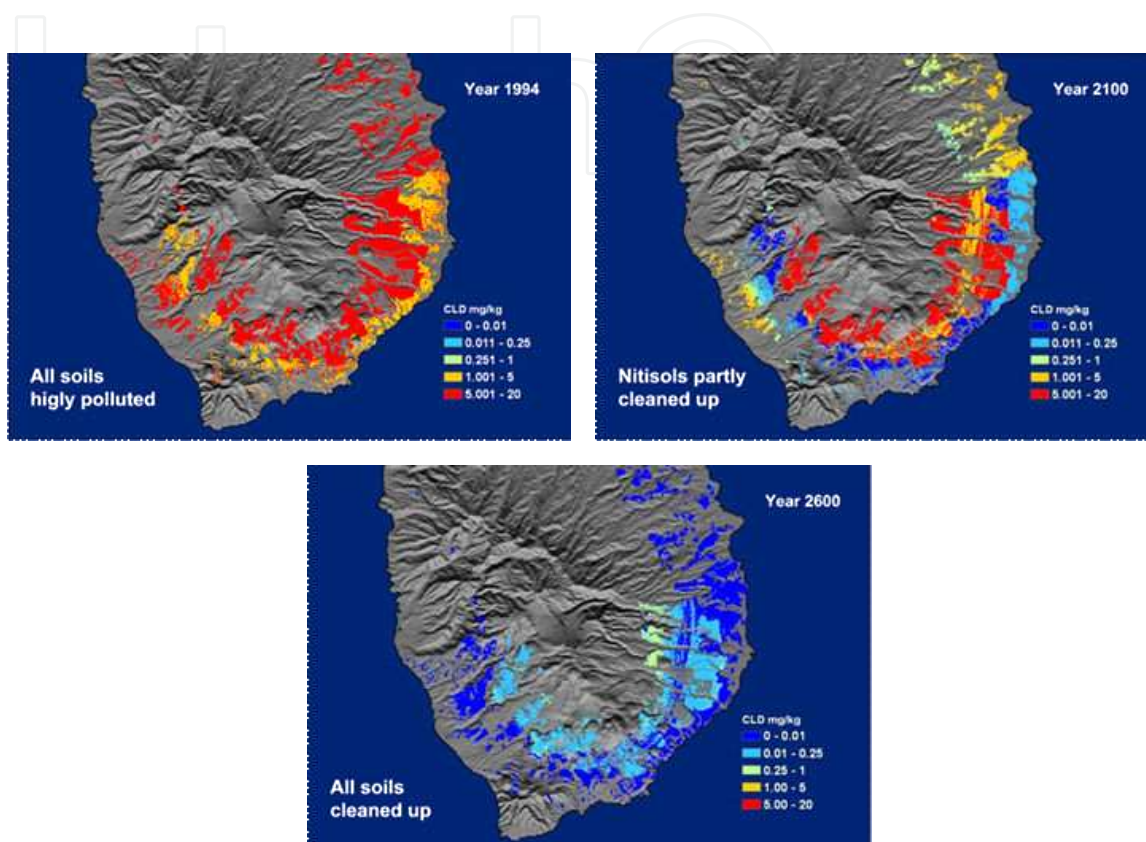 Year 1994
CLD mg/kg
0 - 0.01
0.011 - 0.25
0.251 - 1
1.001 - 5
5.001 - 20
All soils
higly polluted
Year 2100
CLD mg/kg
0 - 0.01
0.011 - 0.25
0.251 - 1
1.001 - 5
5.001 - 20
Nitisols partly
cleaned up
Year 2600
CLD mg/kg
0 - 0.01
0.01 - 0.25
0.25 - 1
1.00 - 5
5.00 - 20
All soils
cleaned up